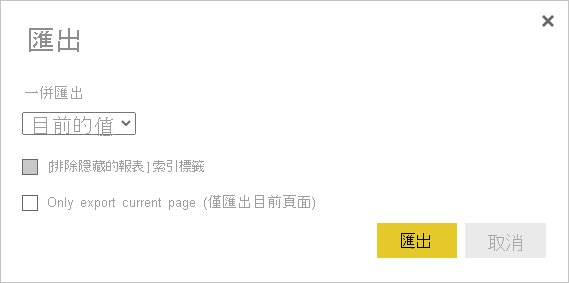 匯出
一併匯出
目前的值
[排除隱藏的報表] 索引標籤
Only export current page (僅匯出目前頁面)
匯出
取消